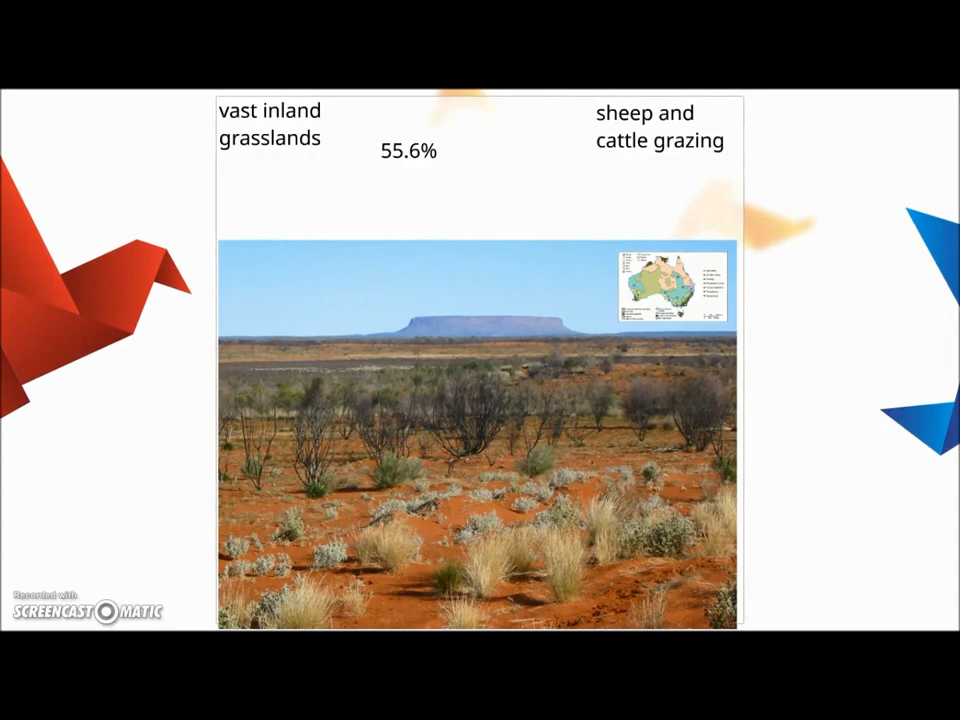 vast inland
grasslands
55.6%
sheep and
cattle grazing
Recorded with
SCREENCAST-O-MATIC